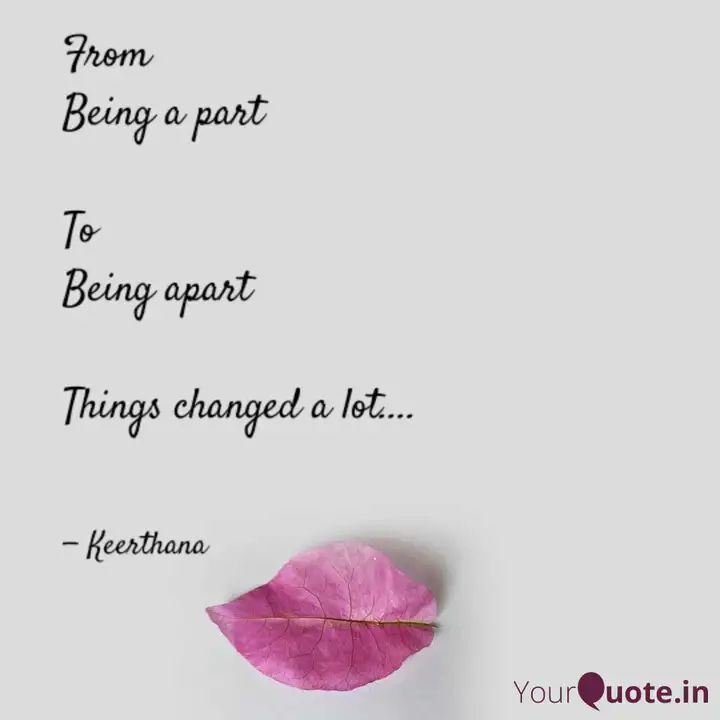 From
Being a part
To
Being apart
Things changed a lot....
– Keerthana
YourQuote.in